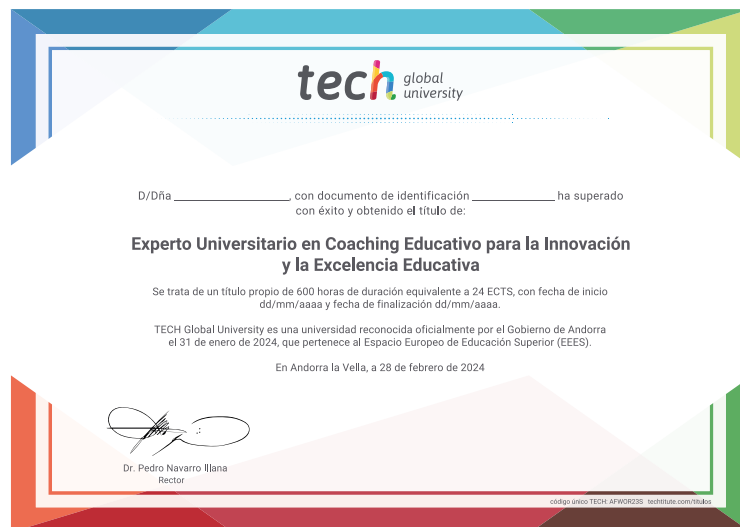 tech global university
D/Dña ______________, con documento de identificación ____________ ha superado
con éxito y obtenido el título de:
Experto Universitario en Coaching Educativo para la Innovación
y la Excelencia Educativa
Se trata de un título propio de 600 horas de duración equivalente a 24 ECTS, con fecha de inicio
dd/mm/aaaa y fecha de finalización dd/mm/aaaa.
TECH Global University es una universidad reconocida oficialmente por el Gobierno de Andorra
el 31 de enero de 2024, que pertenece al Espacio Europeo de Educación Superior (EEES).
En Andorra la Vella, a 28 de febrero de 2024
Dr. Pedro Navarro Illana
Rector
código único TECH: AFWOR23S techtitute.com/titulos